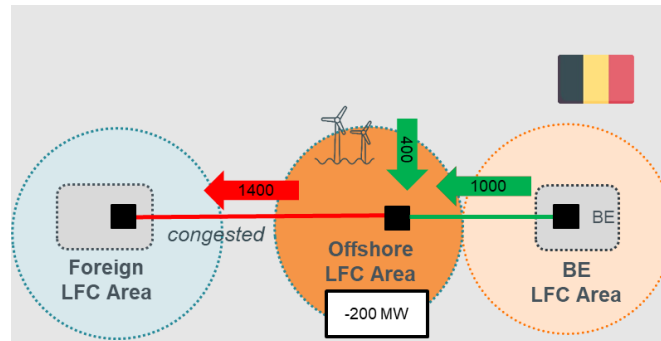 400
1400
1000
congested
BE
Foreign
LFC Area
Offshore
LFC Area
BE
LFC Area
-200 MW